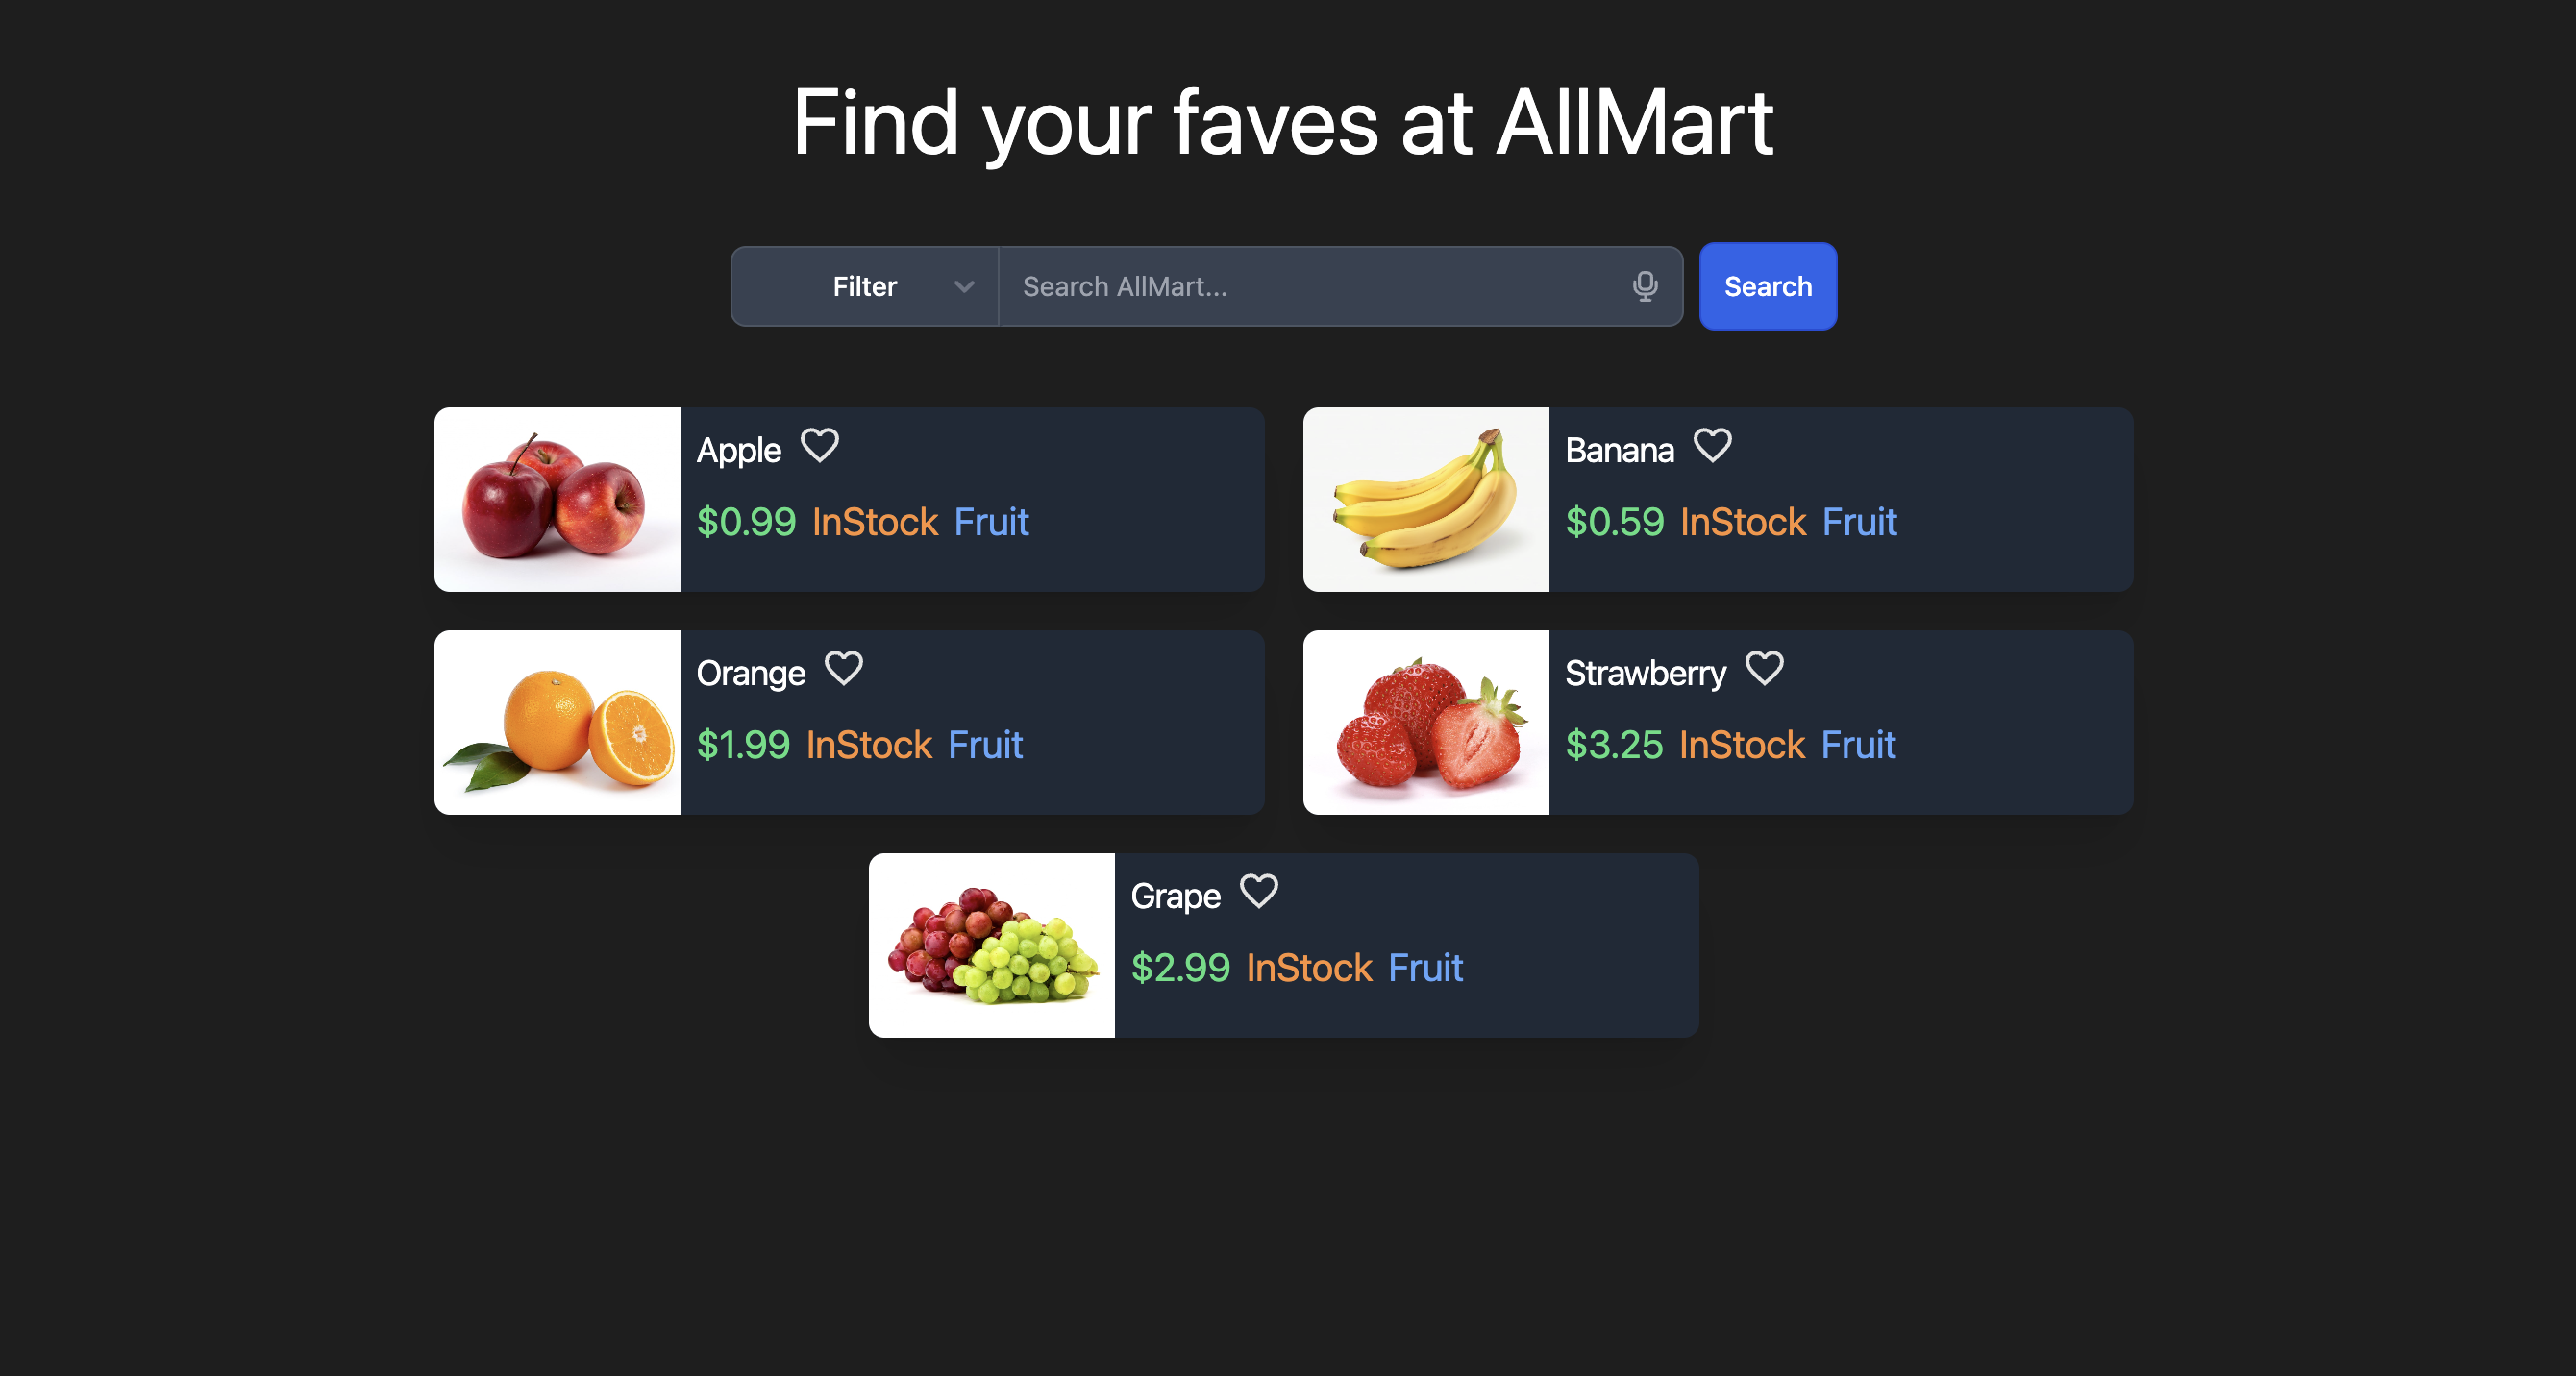 Find your faves at AllMart
Filter Search AllMart... Search
Apple
$0.99 InStock Fruit
Banana
$0.59 InStock Fruit
Orange
$1.99 InStock Fruit
Strawberry
$3.25 InStock Fruit
Grape
$2.99 InStock Fruit